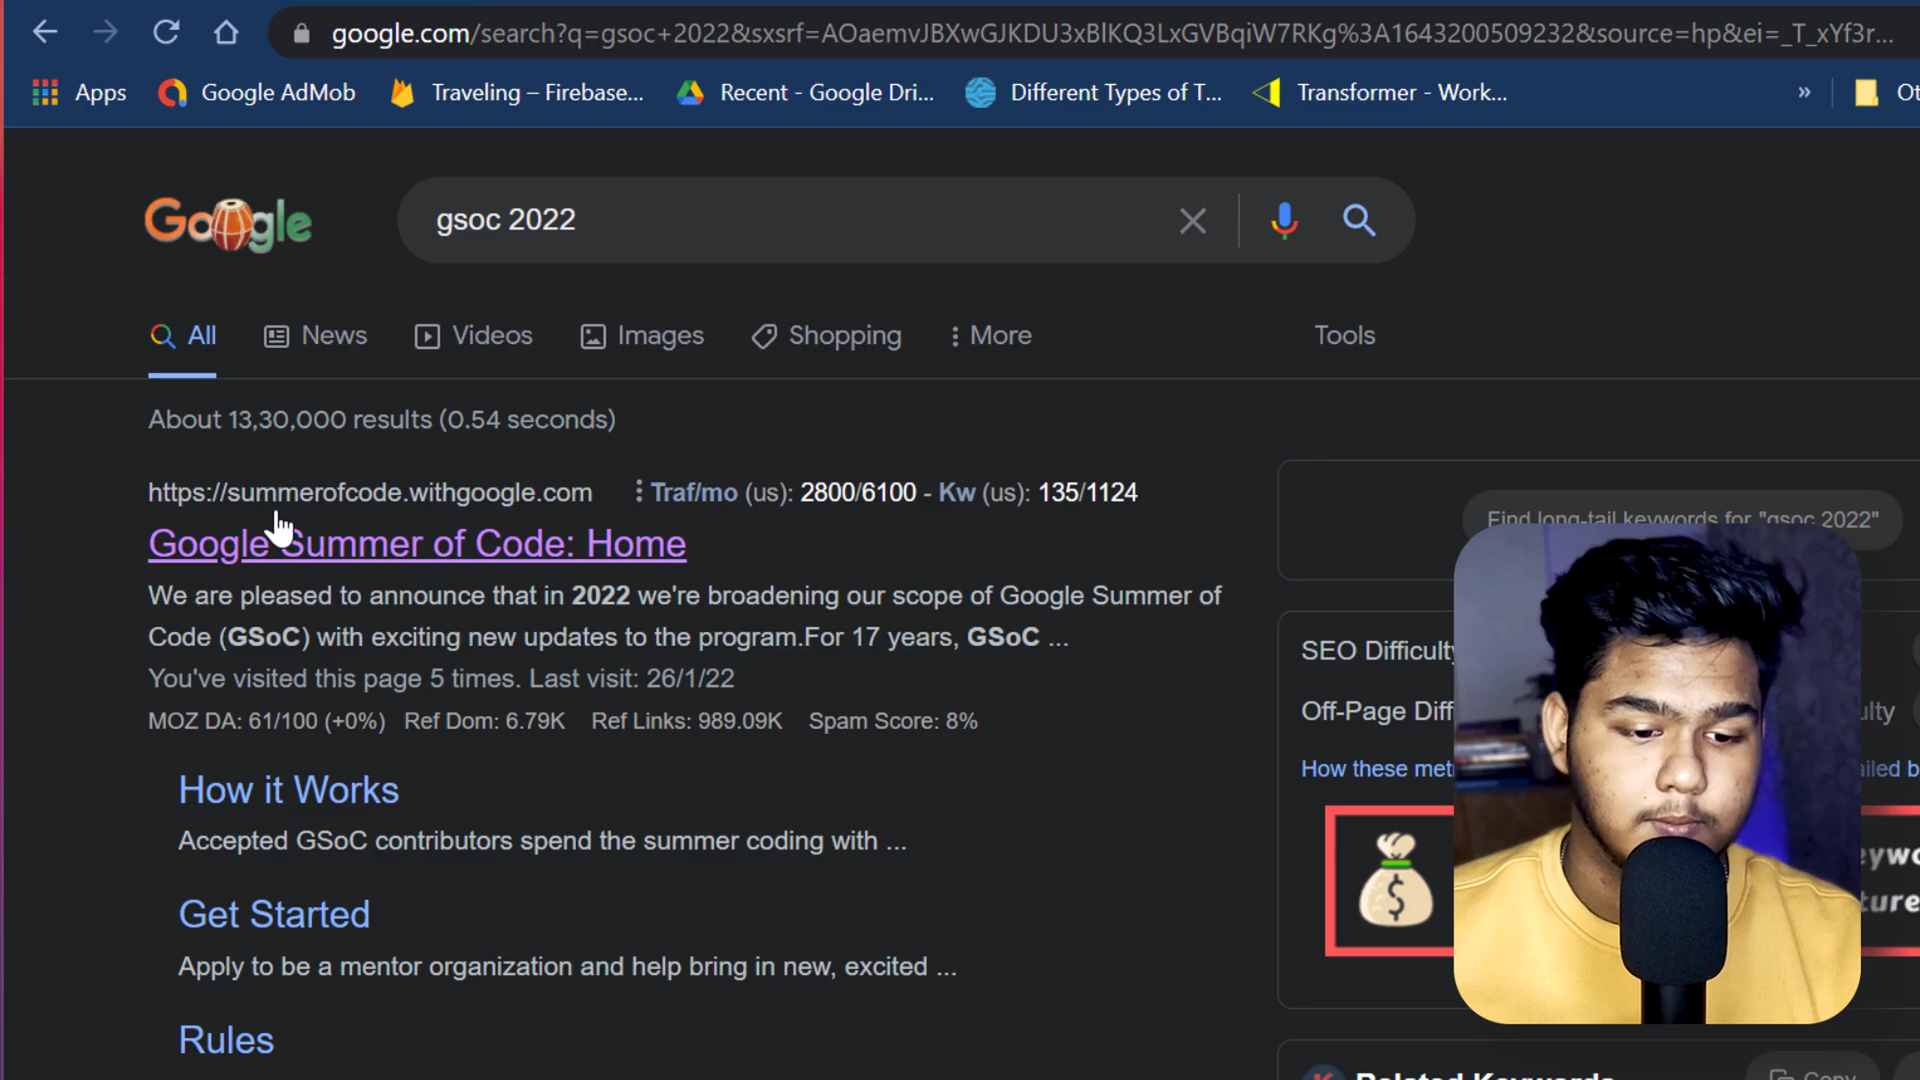 google.com/search?q=gsoc+2022&sxsrf=AOaemvJBXwGJKDU3xBlKQ3LxGVBqiW7RKg%3A1643200509232&source=hp&ei=_T_xYf3r...
Apps Google AdMob Traveling – Firebase... Recent - Google Dri... Different Types of T... Transformer - Work... » Ot
Google gsoc 2022
All News Videos Images Shopping More Tools
About 13,30,000 results (0.54 seconds)
https://summerofcode.withgoogle.com Traf/mo (us): 2800/6100 - Kw (us): 135/1124
Google Summer of Code: Home
Find long-tail keywords for "gsoc 2022"
We are pleased to announce that in 2022 we're broadening our scope of Google Summer of
Code (GSoC) with exciting new updates to the program.For 17 years, GSoC ...
You've visited this page 5 times. Last visit: 26/1/22
MOZ DA: 61/100 (+0%) Ref Dom: 6.79K Ref Links: 989.09K Spam Score: 8%
SEO Difficulty
Off-Page Diff ulty
How these met ailed b
eywo
ture
How it Works
Accepted GSoC contributors spend the summer coding with ...
Get Started
Apply to be a mentor organization and help bring in new, excited ...
Rules
Related Keywords Copy